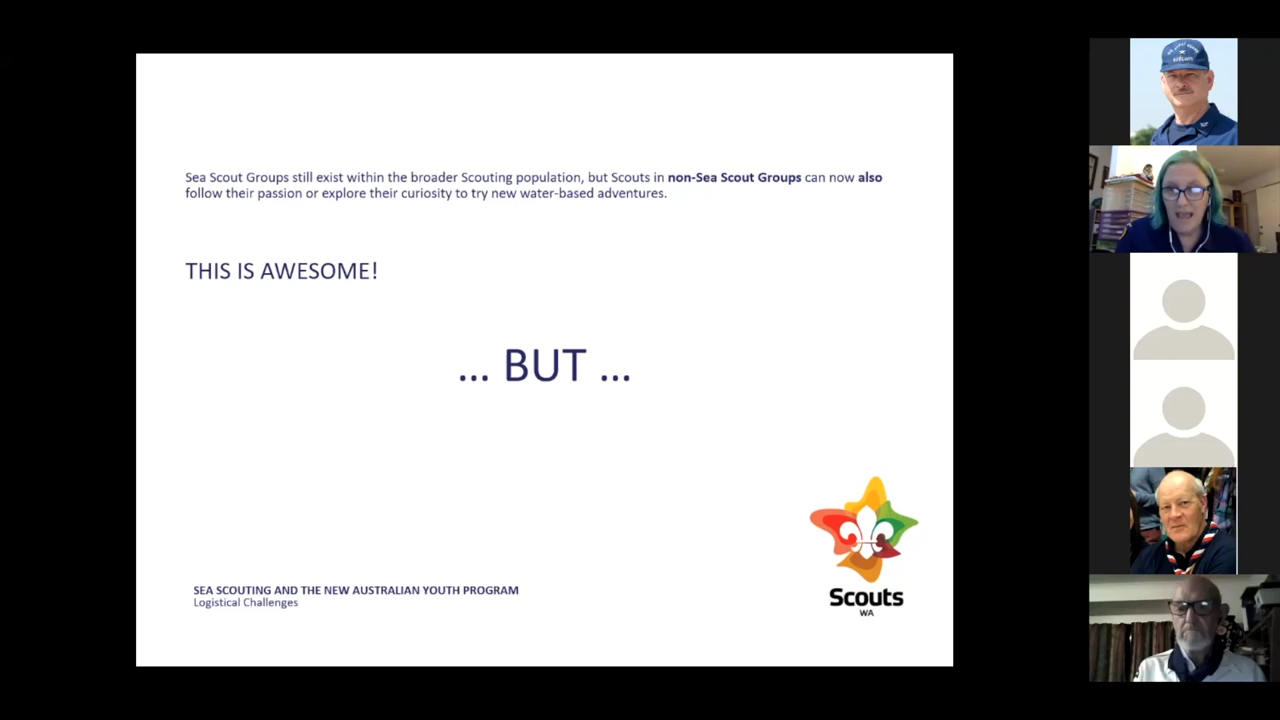 Sea Scout Groups still exist within the broader Scouting population, but Scouts in non-Sea Scout Groups can now also
follow their passion or explore their curiosity to try new water-based adventures.
THIS IS AWESOME!
... BUT ...
SEA SCOUTING AND THE NEW AUSTRALIAN YOUTH PROGRAM
Logistical Challenges
Scouts
WA